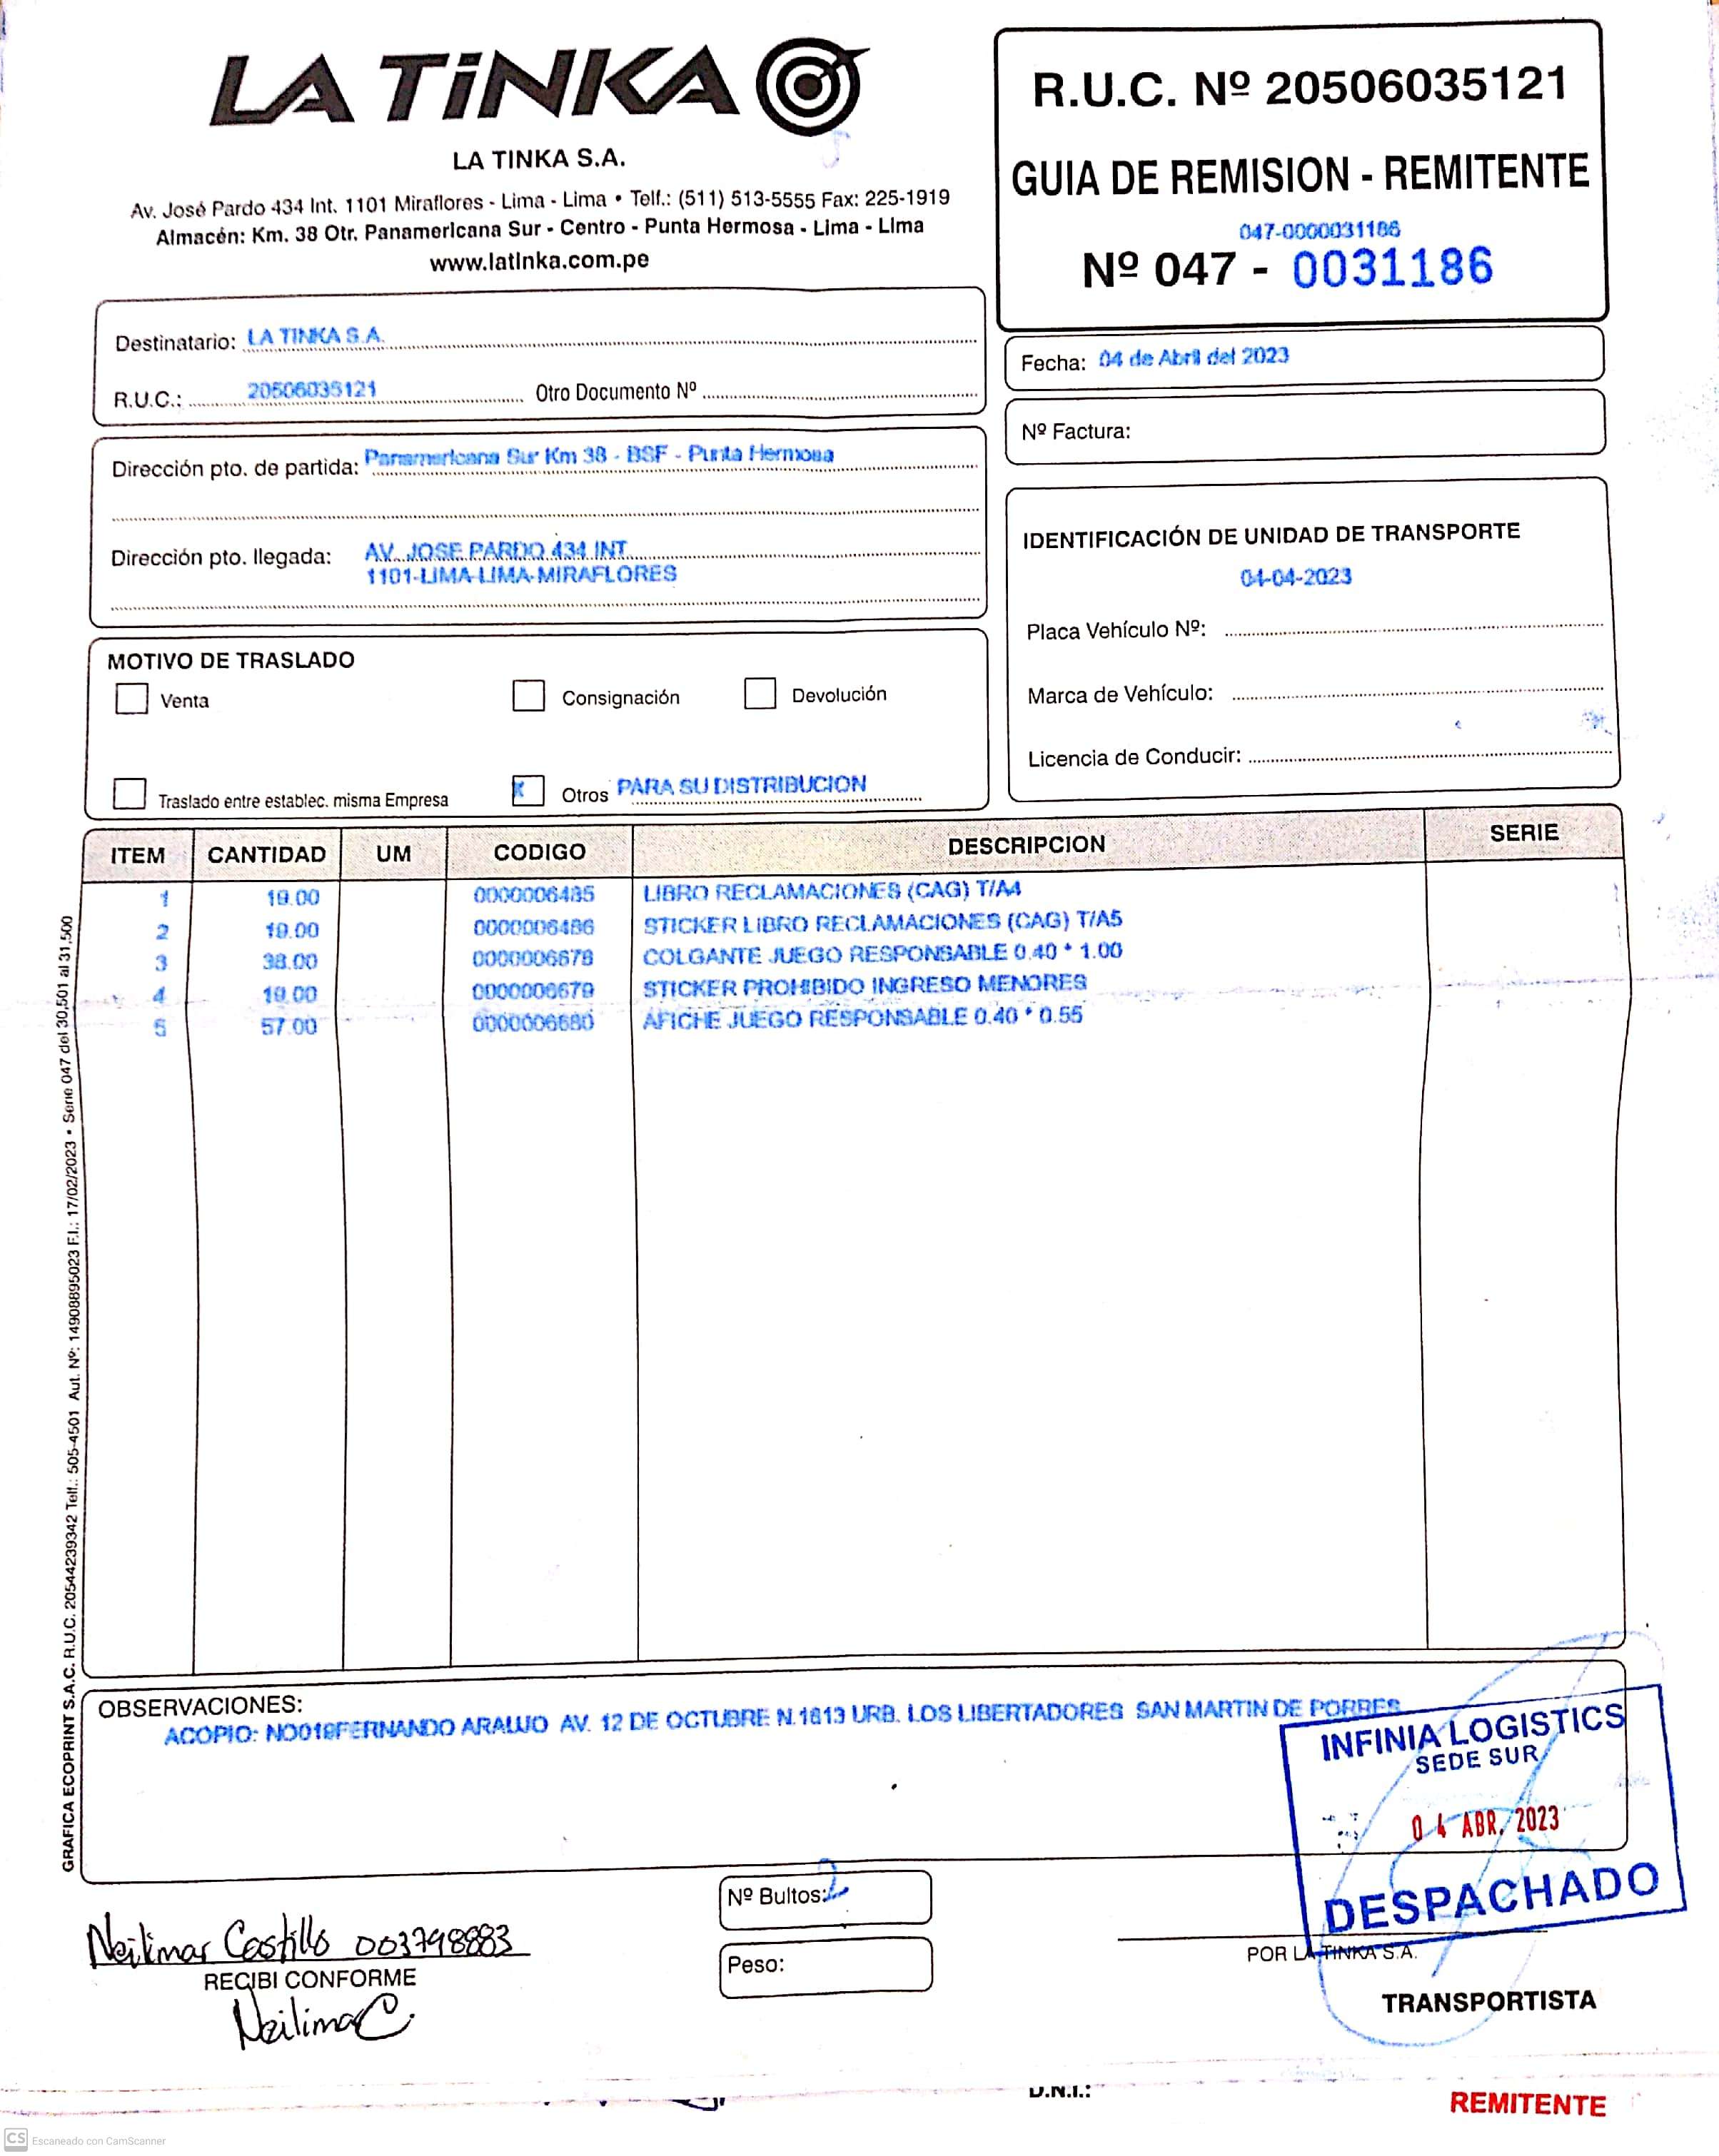 LA TiNKA
LA TINKA S.A.
Av. José Pardo 434 Int. 1101 Miraflores - Lima - Lima • Telf.: (511) 513-5555 Fax: 225-1919
Almacén: Km. 38 Otr. Panamericana Sur - Centro - Punta Hermosa - Lima - Lima
www.latinka.com.pe
R.U.C. Nº 20506035121
GUIA DE REMISION - REMITENTE
047-0000031186
Nº 047 - 0031186
Destinatario: LA TINKA S.A.
R.U.C.: 20506035121 Otro Documento Nº
Fecha: 04 de Abril del 2023
Nº Factura:
Dirección pto. de partida: Panamericana Sur Km 38 - BSF - Punta Hermosa
Dirección pto. llegada: AV. JOSE PARDO 434 INT
1101-LIMA-LIMA-MIRAFLORES
IDENTIFICACIÓN DE UNIDAD DE TRANSPORTE
04-04-2023
Placa Vehículo Nº:
Marca de Vehículo:
Licencia de Conducir:
MOTIVO DE TRASLADO
Venta
Consignación
Devolución
Traslado entre establec. misma Empresa
X Otros PARA SU DISTRIBUCION
ITEM CANTIDAD UM CODIGO DESCRIPCION SERIE
1 19.00 0000006485 LIBRO RECLAMACIONES (CAG) T/A4
2 19.00 0000006486 STICKER LIBRO RECLAMACIONES (CAG) T/A5
3 38.00 0000006678 COLGANTE JUEGO RESPONSABLE 0.40 * 1.00
4 19.00 0000006679 STICKER PROHIBIDO INGRESO MENORES
5 57.00 0000006680 AFICHE JUEGO RESPONSABLE 0.40 * 0.55
GRAFICA ECOPRINT S.A.C. R.U.C. 20544239342 Telf.: 505-4501 Aut. Nº: 14908895023 F.I.: 17/02/2023 • Serie 047 del 30,501 al 31,500
OBSERVACIONES:
ACOPIO: NO019FERNANDO ARAUJO AV. 12 DE OCTUBRE N.1613 URB. LOS LIBERTADORES SAN MARTIN DE PORRES
INFINIA LOGISTICS
SEDE SUR
04 ABR. 2023
DESPACHADO
Nº Bultos: 2
Peso:
Neilimar Castillo 003798883
RECIBI CONFORME
Neilimar C.
POR LA TINKA S.A.
TRANSPORTISTA
D.N.I.:
REMITENTE
CS Escaneado con CamScanner